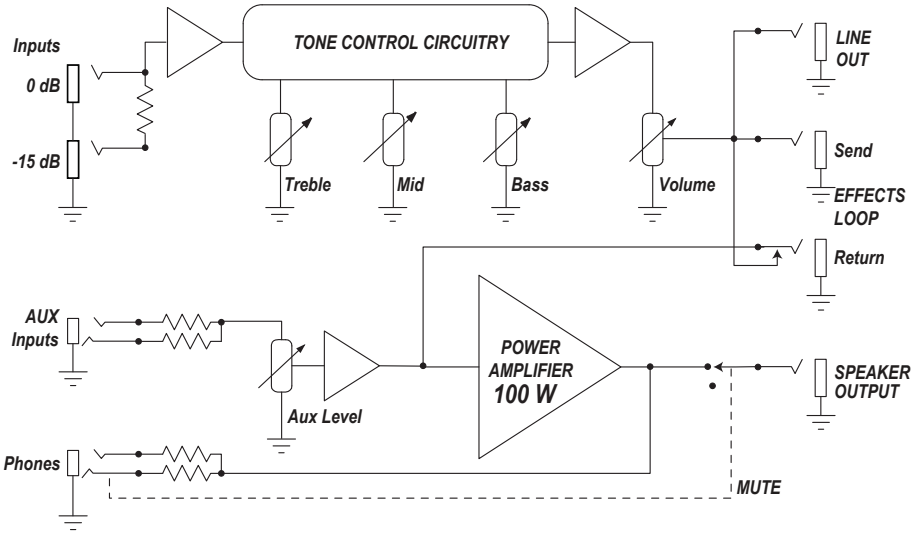 Inputs
0 dB
-15 dB
TONE CONTROL CIRCUITRY
Treble
Mid
Bass
Volume
LINE
OUT
Send
EFFECTS
LOOP
Return
AUX
Inputs
Aux Level
POWER
AMPLIFIER
100 W
SPEAKER
OUTPUT
Phones
MUTE